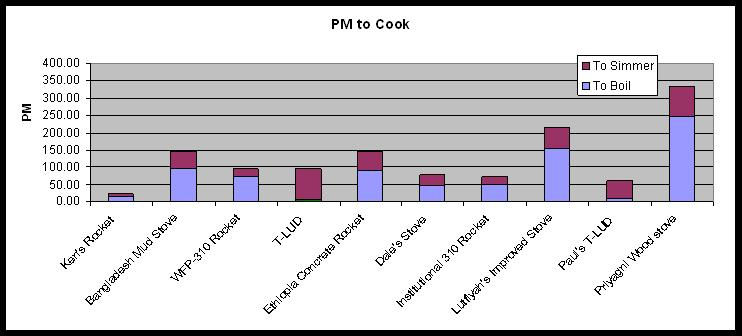 PM to Cook
To Simmer
To Boil
PM
400.00
350.00
300.00
250.00
200.00
150.00
100.00
50.00
0.00
Ken's Rocket
Bangladesh Mud Stove
WFP-310 Rocket
T-LUD
Ethiopia Concrete Rocket
Dale's Stove
Institutional 310 Rocket
Lutfiyah's Improved Stove
Paul's T-LUD
Priyagni Wood stove